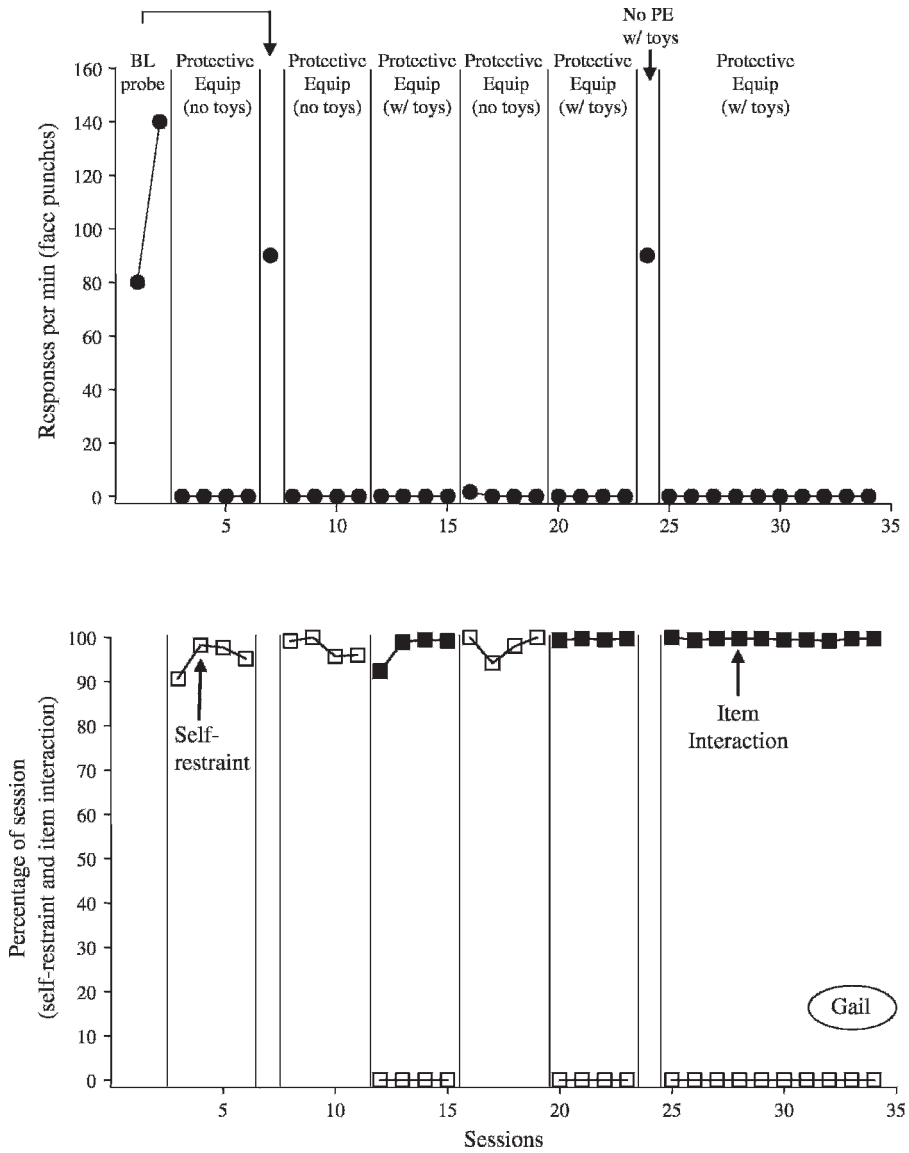 No PE
w/ toys
BL
probe
Protective
Equip
(no toys)
Protective
Equip
(no toys)
Protective
Equip
(w/ toys)
Protective
Equip
(no toys)
Protective
Equip
(w/ toys)
Protective
Equip
(w/ toys)
Responses per min (face punches)
160
140
120
100
80
60
40
20
0
5
10
15
20
25
30
35
Percentage of session
(self-restraint and item interaction)
100
90
80
70
60
50
40
30
20
10
0
Self-
restraint
Item
Interaction
Gail
5
10
15
20
25
30
35
Sessions